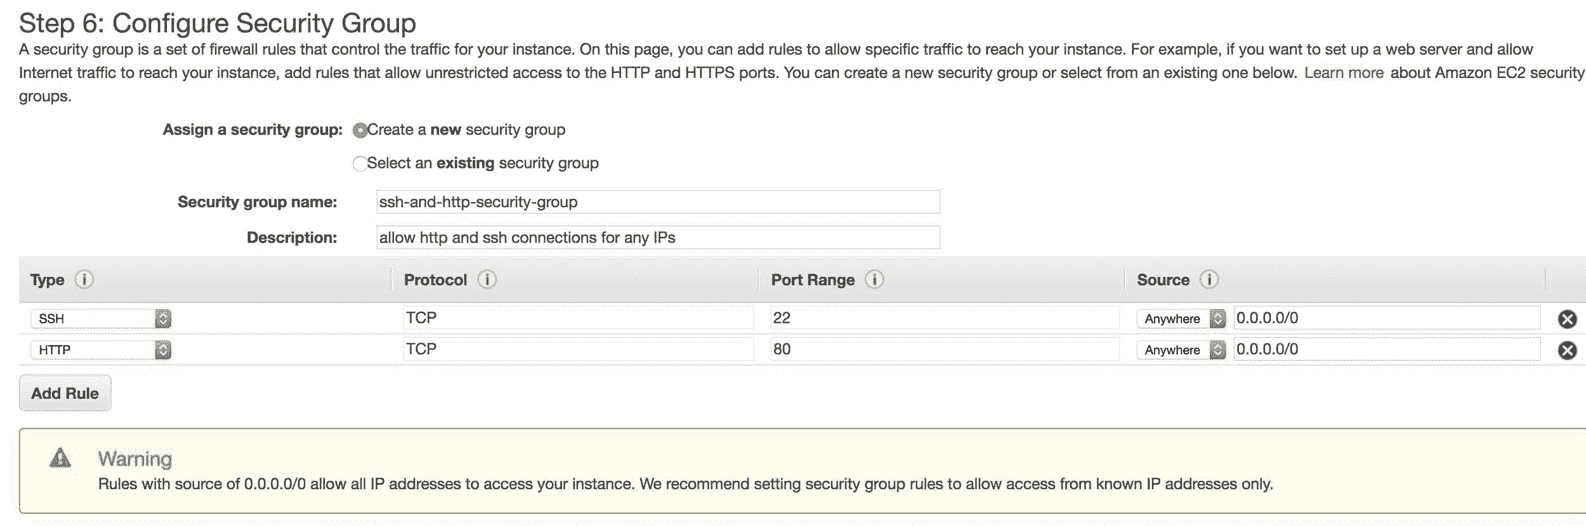 Step 6: Configure Security Group
A security group is a set of firewall rules that control the traffic for your instance. On this page, you can add rules to allow specific traffic to reach your instance. For example, if you want to set up a web server and allow
Internet traffic to reach your instance, add rules that allow unrestricted access to the HTTP and HTTPS ports. You can create a new security group or select from an existing one below. Learn more about Amazon EC2 security
groups.
Assign a security group: Create a new security group
Select an existing security group
Security group name: ssh-and-http-security-group
Description: allow http and ssh connections for any IPs
Type i Protocol i Port Range i Source i
SSH TCP 22 Anywhere 0.0.0.0/0
HTTP TCP 80 Anywhere 0.0.0.0/0
Add Rule
Warning
Rules with source of 0.0.0.0/0 allow all IP addresses to access your instance. We recommend setting security group rules to allow access from known IP addresses only.